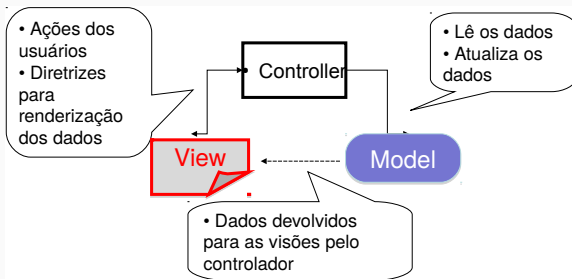 • Ações dos
usuários
• Diretrizes
para
renderização
dos dados
Controller
• Lê os dados
• Atualiza os
dados
View
Model
• Dados devolvidos
para as visões pelo
controlador